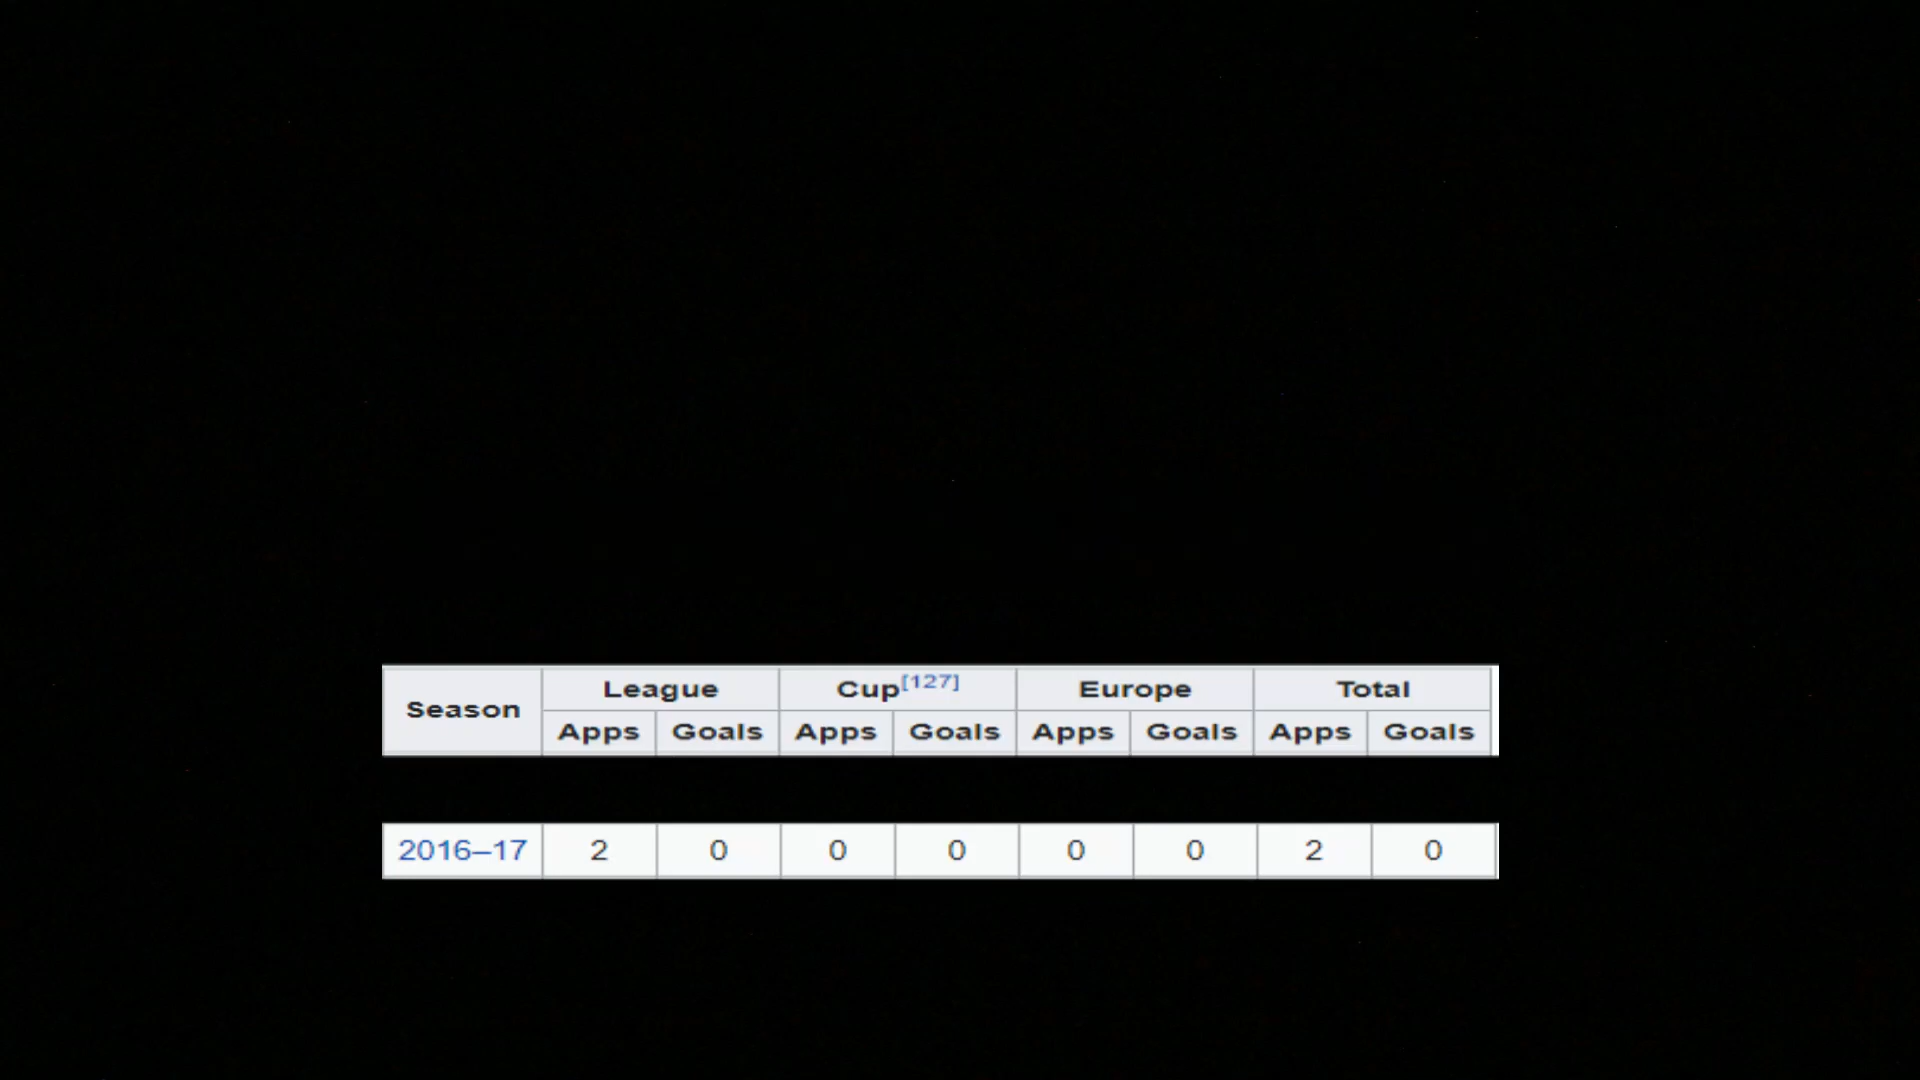 Season League Cup[127] Europe Total
Apps Goals Apps Goals Apps Goals Apps Goals
2016–17 2 0 0 0 0 0 2 0